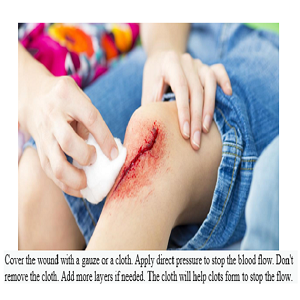 Cover the wound with a gauze or a cloth. Apply direct pressure to stop the blood flow. Don't
remove the cloth. Add more layers if needed. The cloth will help clots form to stop the flow.